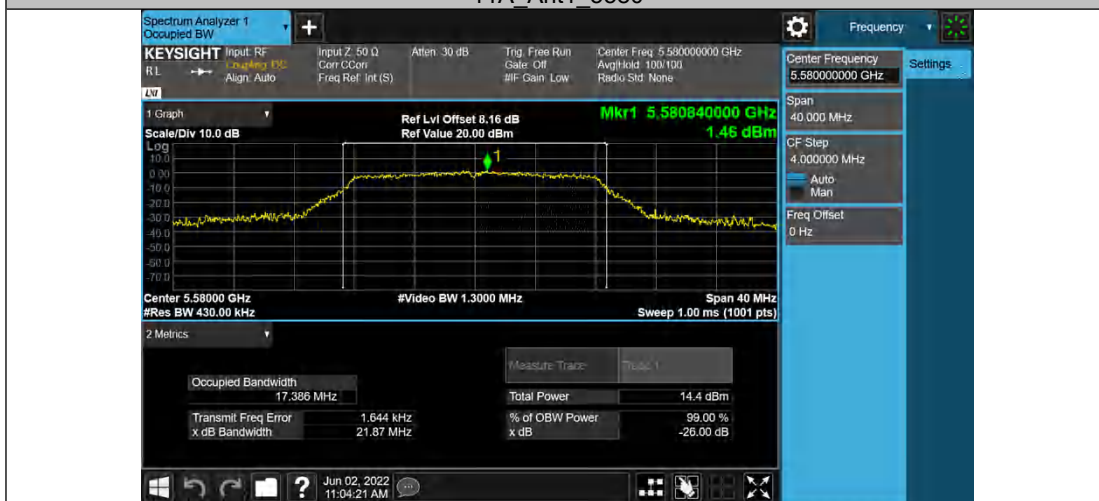 Spectrum Analyzer 1
Occupied BW
+
Frequency
KEYSIGHT Input: RF Input Z: 50 Ω Atten: 30 dB Trig: Free Run Center Freq: 5.580000000 GHz
Coupling: DC Corr CCorr Gate: Off Avg|Hold: 100/100
RL Align: Auto Freq Ref: Int (S) #IF Gain: Low Radio Std: None
LXI
Center Frequency
5.580000000 GHz
Settings
Span
40.000 MHz
CF Step
4.000000 MHz
Auto
Man
Freq Offset
0 Hz
1 Graph
Ref Lvl Offset 8.16 dB
Mkr1 5.580840000 GHz
Scale/Div 10.0 dB
Ref Value 20.00 dBm
1.46 dBm
Log
10.0
0.00
-10.0
-20.0
-30.0
-40.0
-50.0
-60.0
-70.0
1
Center 5.58000 GHz #Video BW 1.3000 MHz Span 40 MHz
#Res BW 430.00 kHz Sweep 1.00 ms (1001 pts)
2 Metrics
Measure Trace Trace 1
Occupied Bandwidth
17.386 MHz
Total Power 14.4 dBm
Transmit Freq Error 1.644 kHz % of OBW Power 99.00 %
x dB Bandwidth 21.87 MHz x dB -26.00 dB
?
Jun 02, 2022
11:04:21 AM